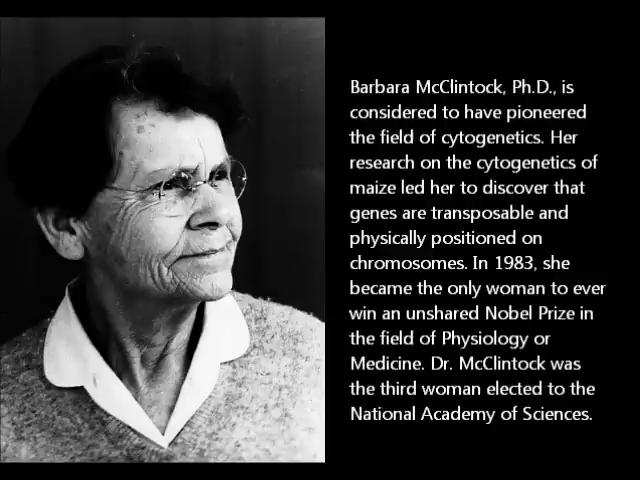 Barbara McClintock, Ph.D., is
considered to have pioneered
the field of cytogenetics. Her
research on the cytogenetics of
maize led her to discover that
genes are transposable and
physically positioned on
chromosomes. In 1983, she
became the only woman to ever
win an unshared Nobel Prize in
the field of Physiology or
Medicine. Dr. McClintock was
the third woman elected to the
National Academy of Sciences.